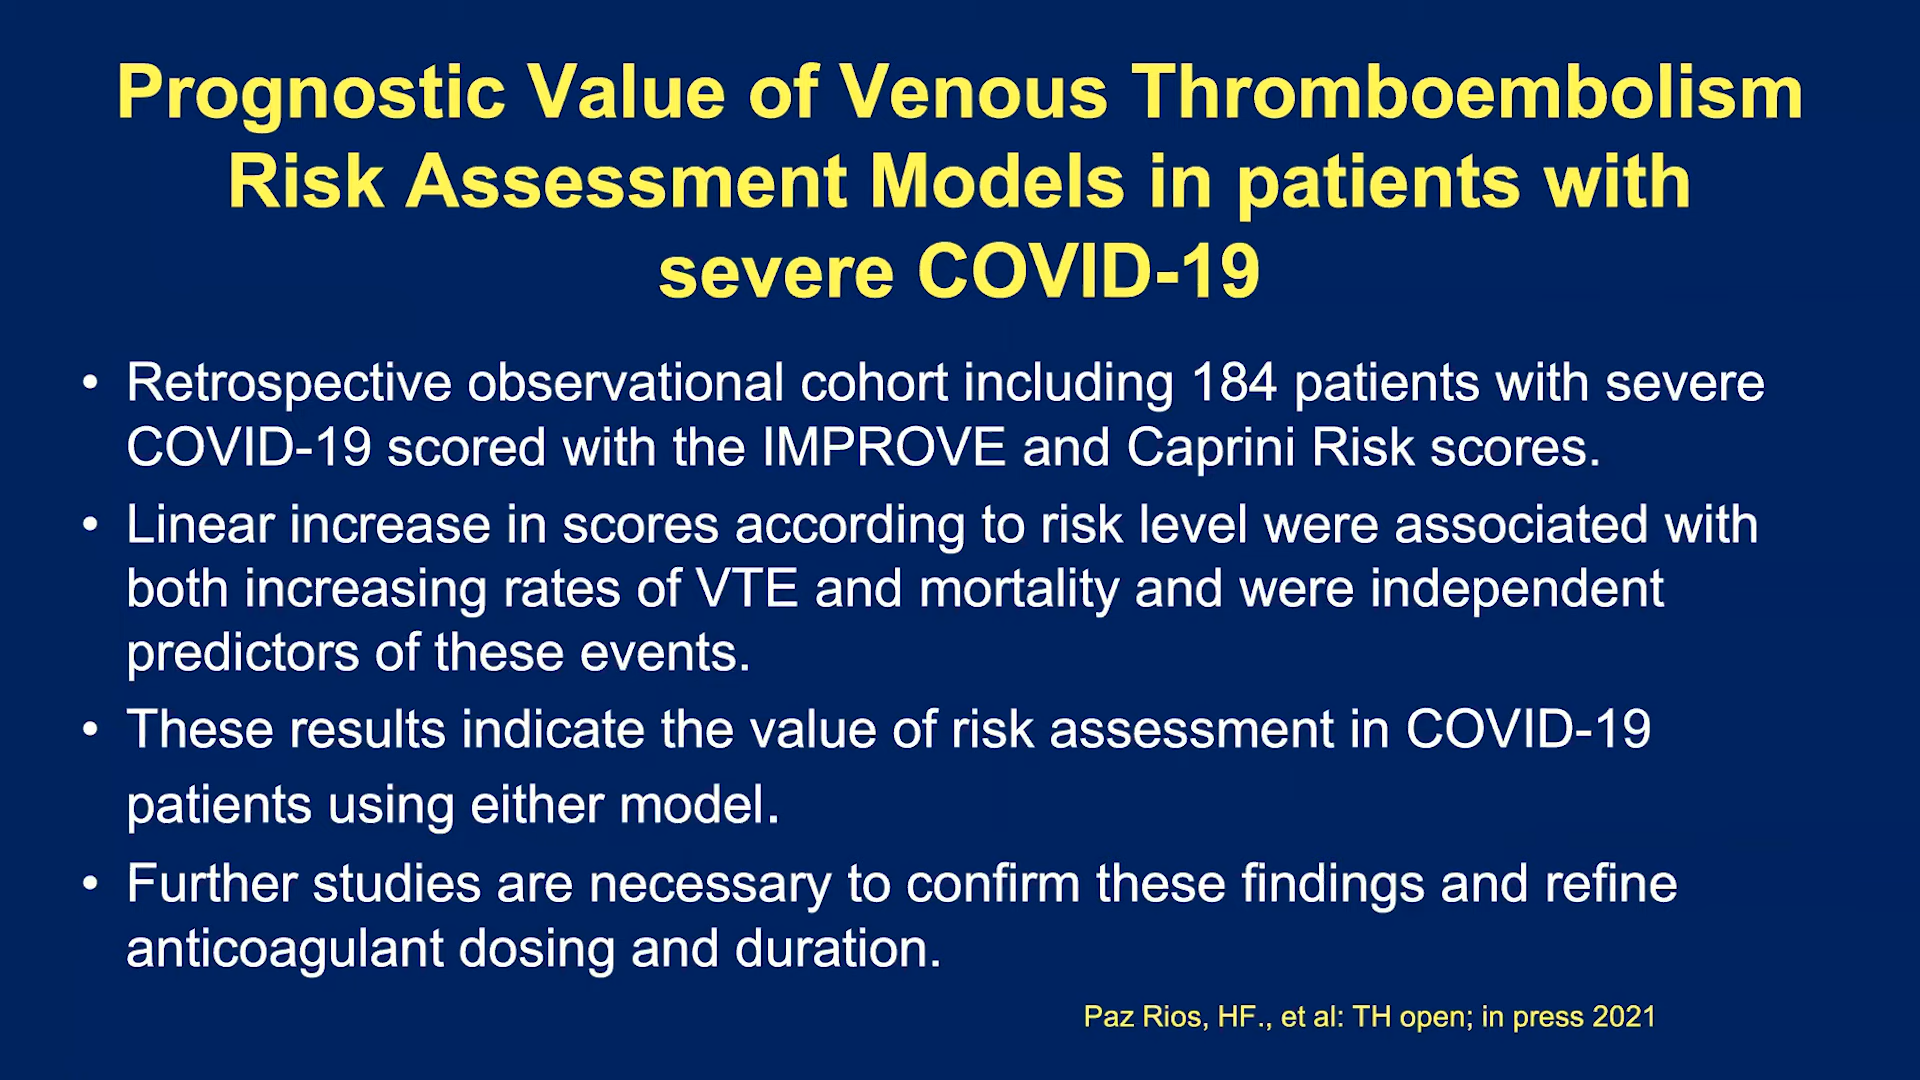 Prognostic Value of Venous Thromboembolism
Risk Assessment Models in patients with
severe COVID-19
• Retrospective observational cohort including 184 patients with severe
COVID-19 scored with the IMPROVE and Caprini Risk scores.
• Linear increase in scores according to risk level were associated with
both increasing rates of VTE and mortality and were independent
predictors of these events.
• These results indicate the value of risk assessment in COVID-19
patients using either model.
• Further studies are necessary to confirm these findings and refine
anticoagulant dosing and duration.
Paz Rios, HF., et al: TH open; in press 2021